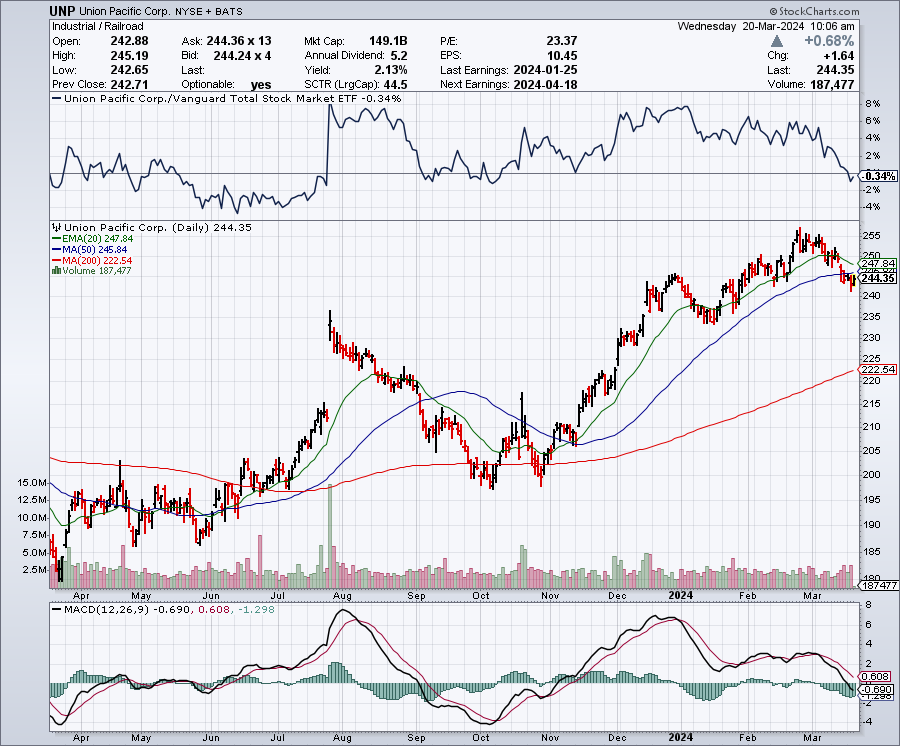 UNP Union Pacific Corp. NYSE + BATS © StockCharts.com
Industrial / Railroad Wednesday 20-Mar-2024 10:06 am
Open: 242.88 Ask: 244.36 x 13 Mkt Cap: 149.1B P/E: 23.37 ▲ +0.68%
High: 245.19 Bid: 244.24 x 4 Annual Dividend: 5.2 EPS: 10.45 Chg: +1.64
Low: 242.65 Last: Yield: 2.13% Last Earnings: 2024-01-25 Last: 244.35
Prev Close: 242.71 Optionable: yes SCTR (LrgCap): 44.5 Next Earnings: 2024-04-18 Volume: 187,477
Union Pacific Corp./Vanguard Total Stock Market ETF -0.34%
8%
6%
4%
2%
-0.34%
-2%
-4%
Union Pacific Corp. (Daily) 244.35
EMA(20) 247.84
MA(50) 245.84
MA(200) 222.54
Volume 187,477
255
250
247.84
244.35
240
235
230
225
222.54
220
215
210
205
200
195
190
185
180
187477
15.0M
12.5M
10.0M
7.5M
5.0M
2.5M
Apr May Jun Jul Aug Sep Oct Nov Dec 2024 Feb Mar
MACD(12,26,9) -0.690, 0.608, -1.298
8
6
4
2
0.608
-0.690
-1.298
-2
-4
Apr May Jun Jul Aug Sep Oct Nov Dec 2024 Feb Mar